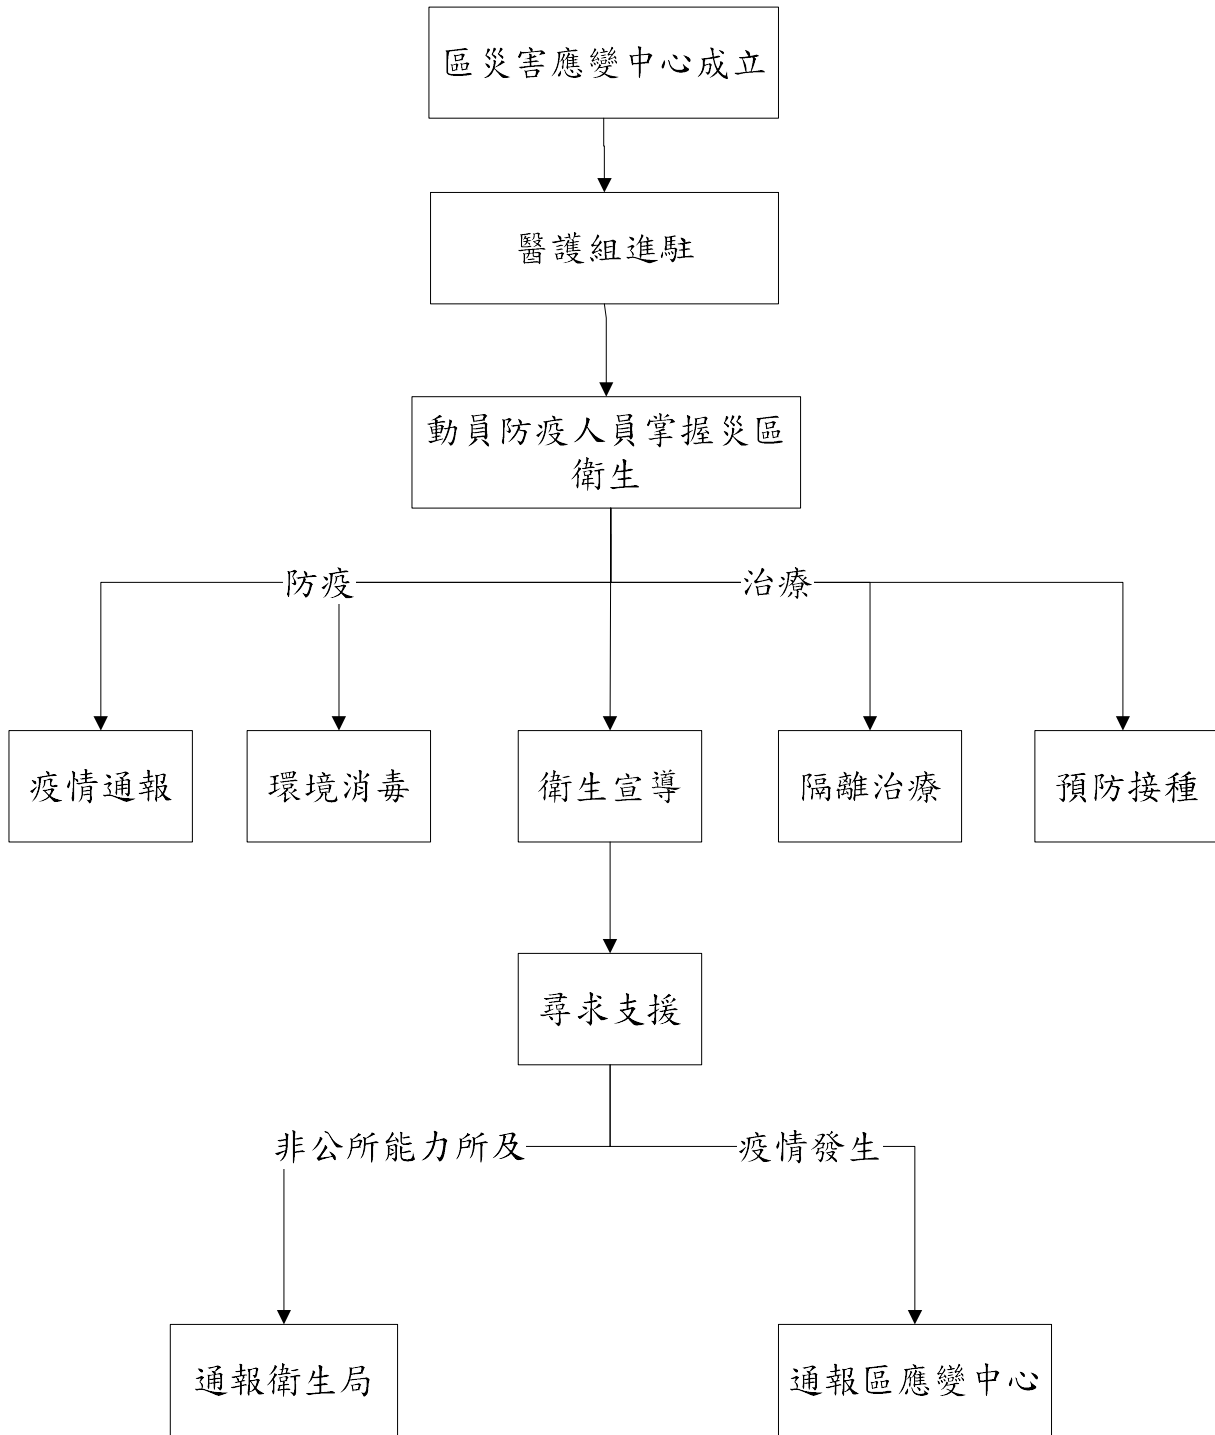 區災害應變中心成立
醫護組進駐
動員防疫人員掌握災區
衛生
防疫
治療
疫情通報
環境消毒
衛生宣導
隔離治療
預防接種
尋求支援
非公所能力所及
疫情發生
通報衛生局
通報區應變中心